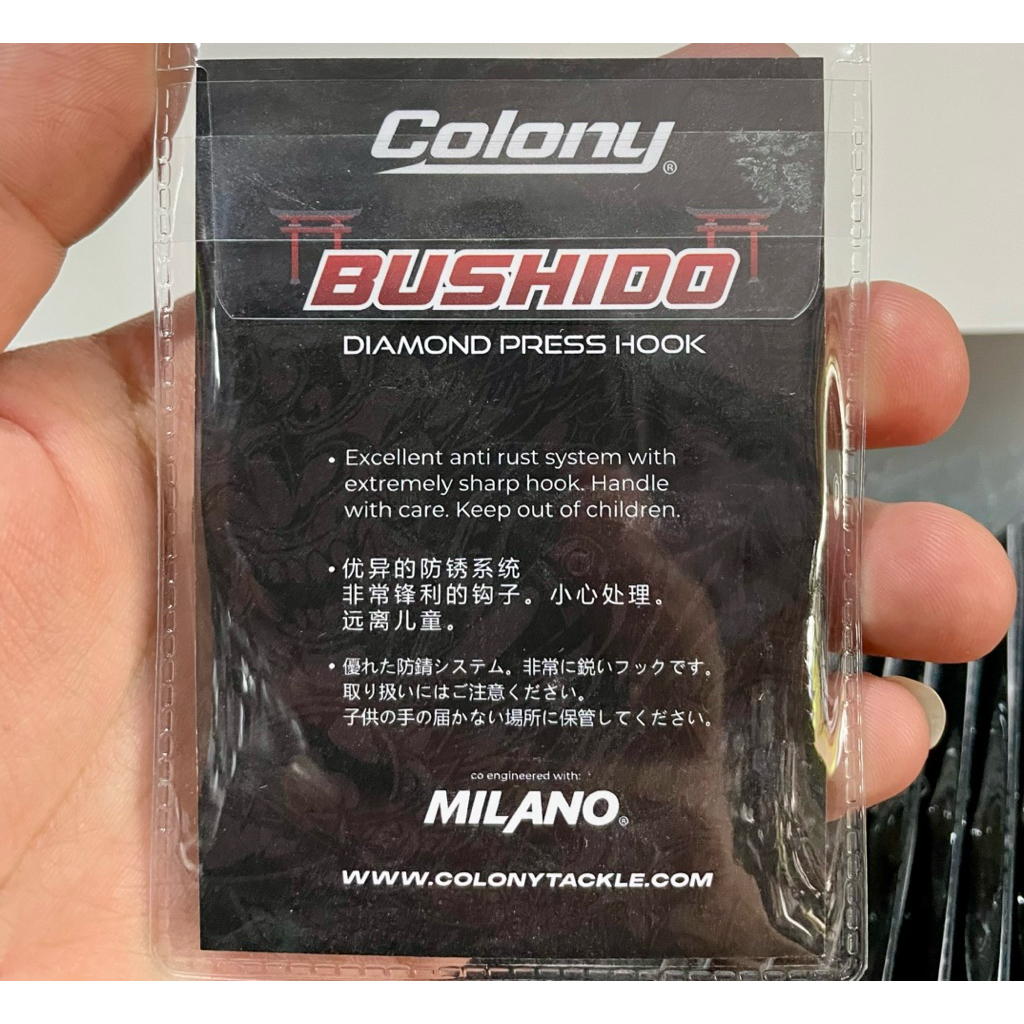 Colony®
BUSHIDO
DIAMOND PRESS HOOK
• Excellent anti rust system with
extremely sharp hook. Handle
with care. Keep out of children.
• 优异的防锈系统
非常锋利的钩子。小心处理。
远离儿童。
• 優れた防錆システム。非常に鋭いフックです。
取り扱いにはご注意ください。
子供の手の届かない場所に保管してください。
co engineered with:
MILANO®
WWW.COLONYTACKLE.COM